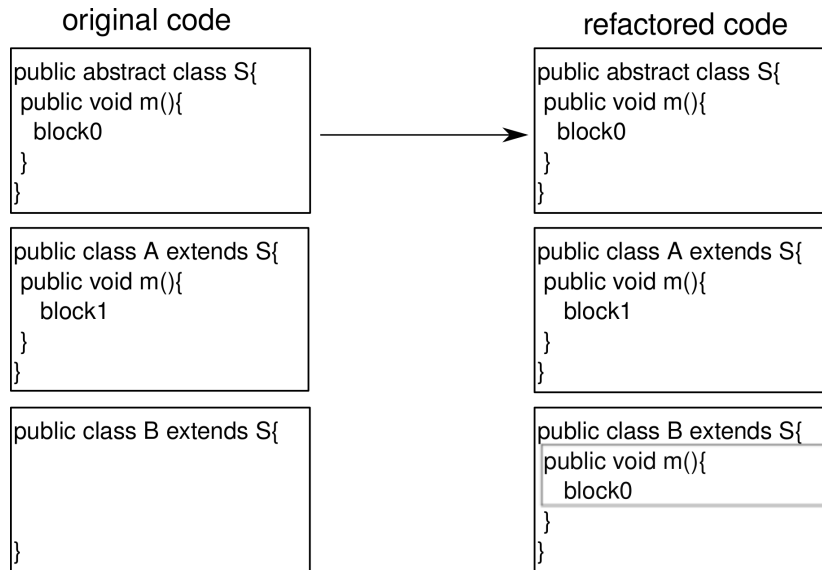 original code
public abstract class S{
public void m(){
block0
}
}
public class A extends S{
public void m(){
block1
}
}
public class B extends S{
}
refactored code
public abstract class S{
public void m(){
block0
}
}
public class A extends S{
public void m(){
block1
}
}
public class B extends S{
public void m(){
block0
}
}